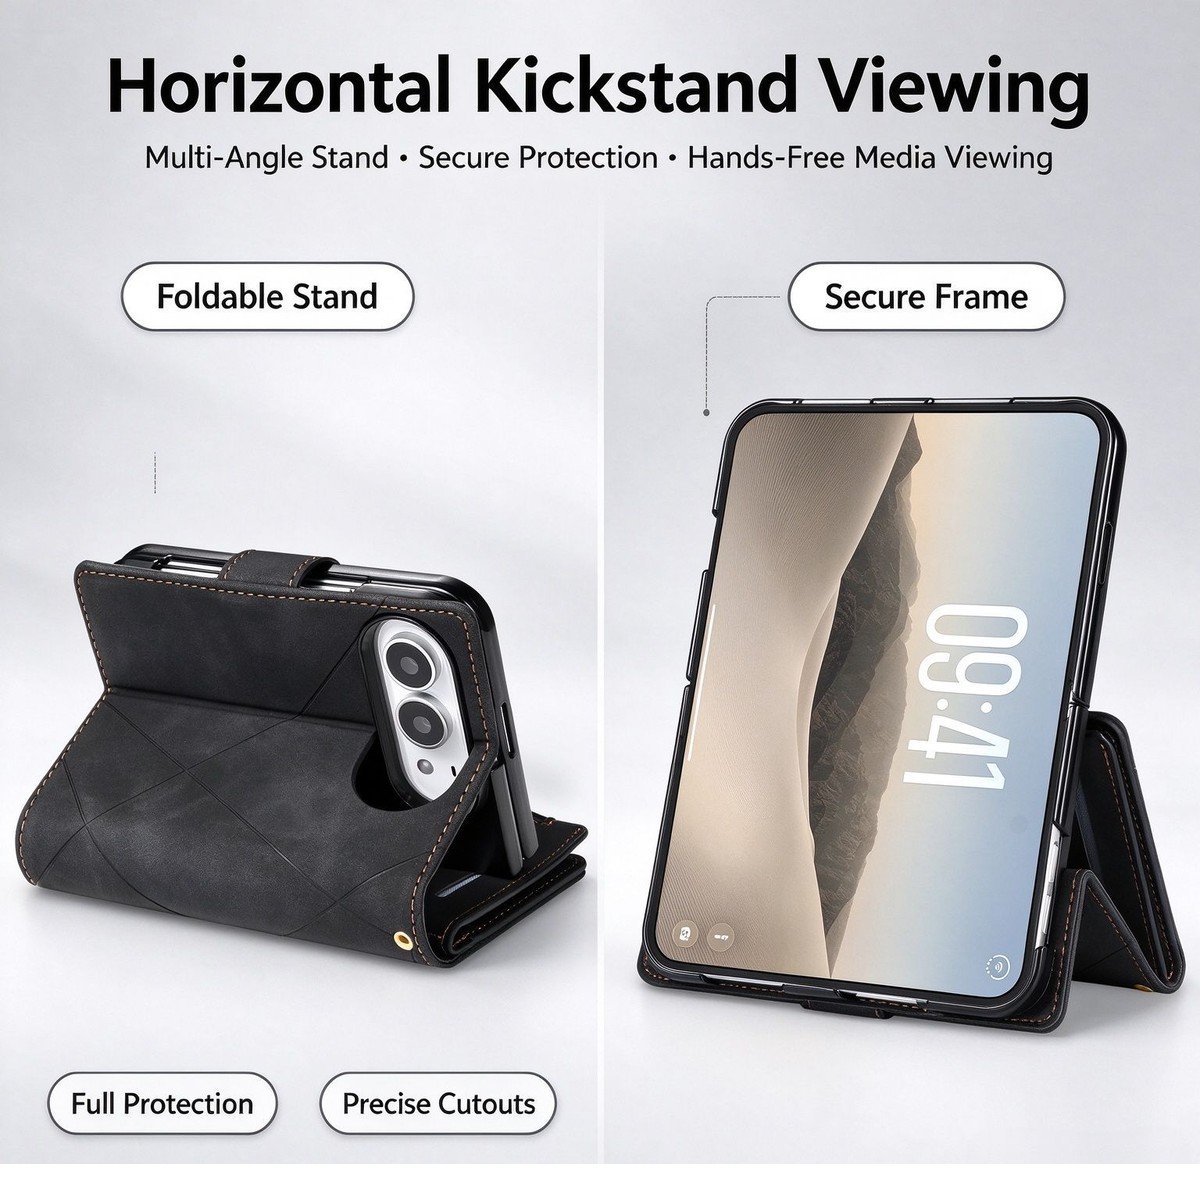 Horizontal Kickstand Viewing
Multi-Angle Stand • Secure Protection • Hands-Free Media Viewing
Foldable Stand
Secure Frame
09:41
Full Protection
Precise Cutouts